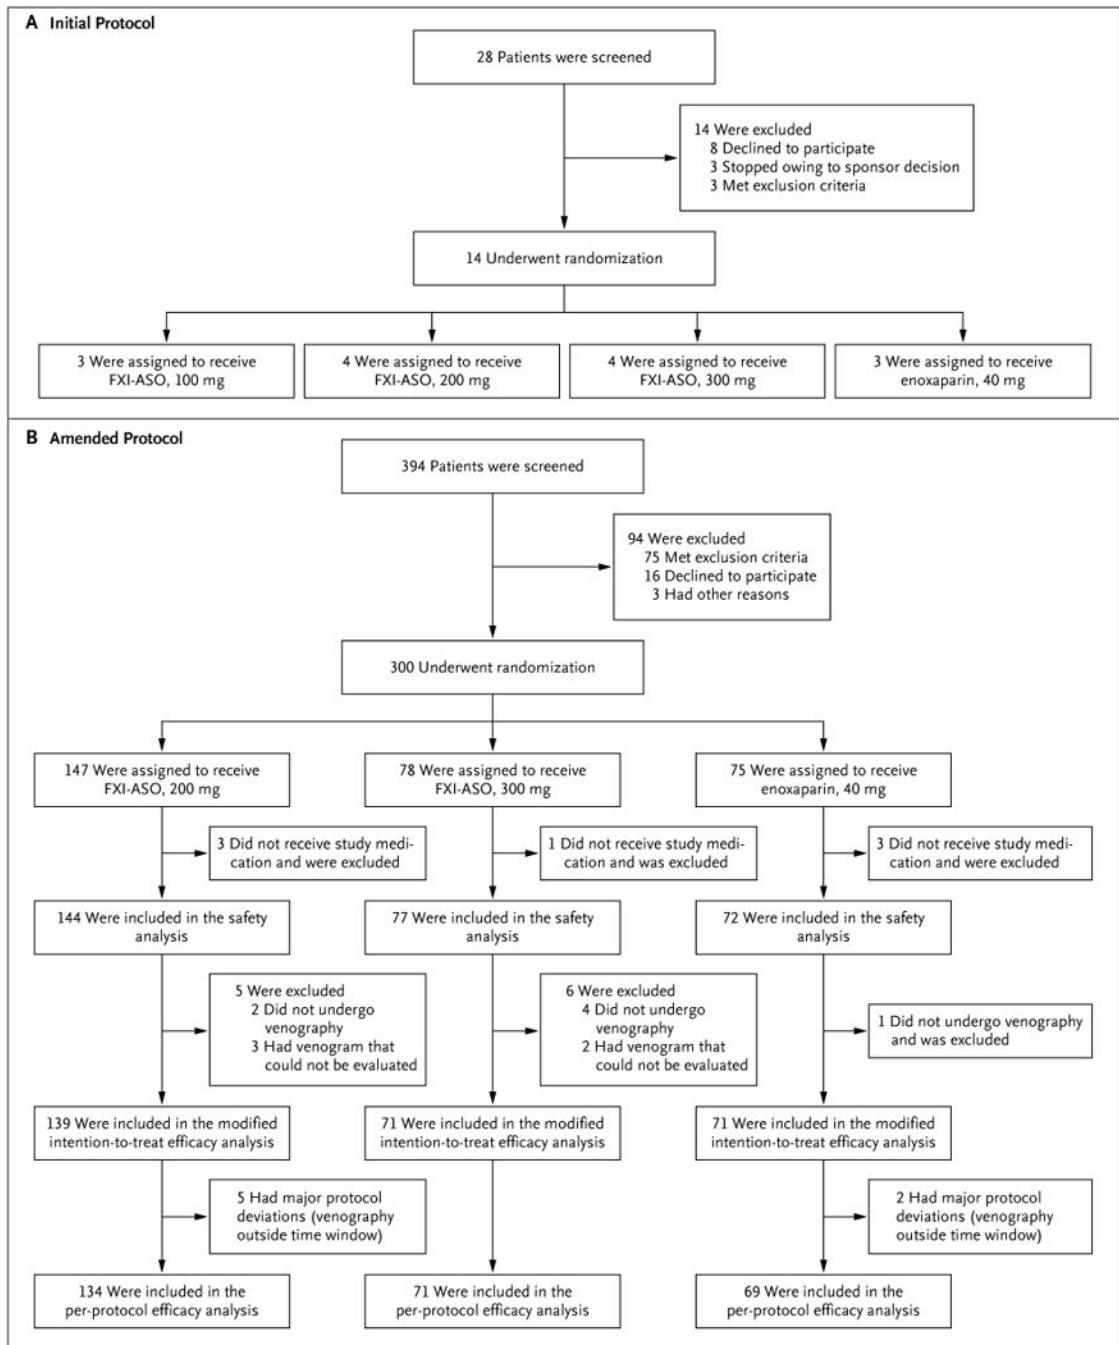 A Initial Protocol
28 Patients were screened
14 Were excluded
8 Declined to participate
3 Stopped owing to sponsor decision
3 Met exclusion criteria
14 Underwent randomization
3 Were assigned to receive
FXI-ASO, 100 mg
4 Were assigned to receive
FXI-ASO, 200 mg
4 Were assigned to receive
FXI-ASO, 300 mg
3 Were assigned to receive
enoxaparin, 40 mg
B Amended Protocol
394 Patients were screened
94 Were excluded
75 Met exclusion criteria
16 Declined to participate
3 Had other reasons
300 Underwent randomization
147 Were assigned to receive
FXI-ASO, 200 mg
78 Were assigned to receive
FXI-ASO, 300 mg
75 Were assigned to receive
enoxaparin, 40 mg
3 Did not receive study medi-
cation and were excluded
1 Did not receive study medi-
cation and was excluded
3 Did not receive study medi-
cation and were excluded
144 Were included in the safety
analysis
77 Were included in the safety
analysis
72 Were included in the safety
analysis
5 Were excluded
2 Did not undergo
venography
3 Had venogram that
could not be evaluated
6 Were excluded
4 Did not undergo
venography
2 Had venogram that
could not be evaluated
1 Did not undergo venography
and was excluded
139 Were included in the modified
intention-to-treat efficacy analysis
71 Were included in the modified
intention-to-treat efficacy analysis
71 Were included in the modified
intention-to-treat efficacy analysis
5 Had major protocol
deviations (venography
outside time window)
2 Had major protocol
deviations (venography
outside time window)
134 Were included in the
per-protocol efficacy analysis
71 Were included in the
per-protocol efficacy analysis
69 Were included in the
per-protocol efficacy analysis